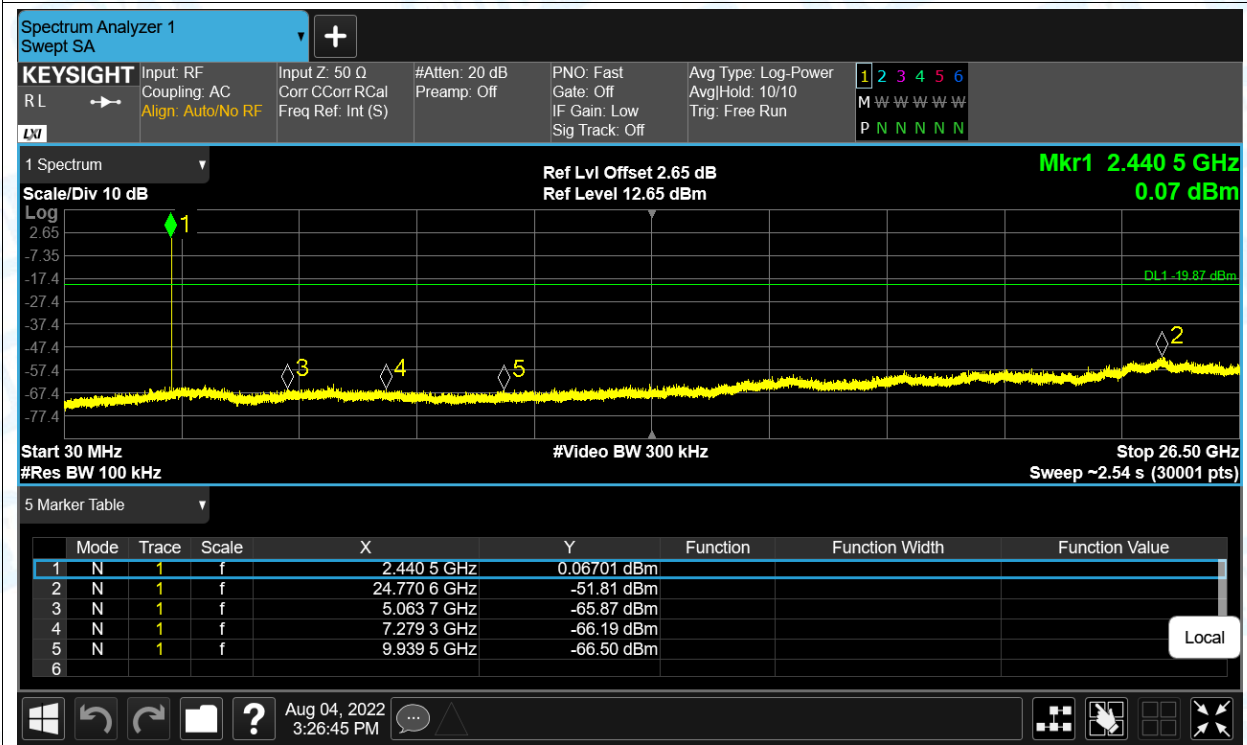 Spectrum Analyzer 1
Swept SA
KEYSIGHT
R L
LXI
Input: RF
Coupling: AC
Align: Auto/No RF
Input Z: 50 Ω
Corr CCorr RCal
Freq Ref: Int (S)
#Atten: 20 dB
Preamp: Off
PNO: Fast
Gate: Off
IF Gain: Low
Sig Track: Off
Avg Type: Log-Power
Avg|Hold: 10/10
Trig: Free Run
1 2 3 4 5 6
M W W W W W
P N N N N N
1 Spectrum
Scale/Div 10 dB
Ref Lvl Offset 2.65 dB
Ref Level 12.65 dBm
Mkr1 2.440 5 GHz
0.07 dBm
Log
2.65
-7.35
-17.4
-27.4
-37.4
-47.4
-57.4
-67.4
-77.4
1
DL1 -19.87 dBm
2
3
4
5
Start 30 MHz
#Video BW 300 kHz
Stop 26.50 GHz
#Res BW 100 kHz
Sweep ~2.54 s (30001 pts)
5 Marker Table
Mode Trace Scale X Y Function Function Width Function Value
1 N 1 f 2.440 5 GHz 0.06701 dBm
2 N 1 f 24.770 6 GHz -51.81 dBm
3 N 1 f 5.063 7 GHz -65.87 dBm
4 N 1 f 7.279 3 GHz -66.19 dBm
5 N 1 f 9.939 5 GHz -66.50 dBm
6
Local
?
Aug 04, 2022
3:26:45 PM